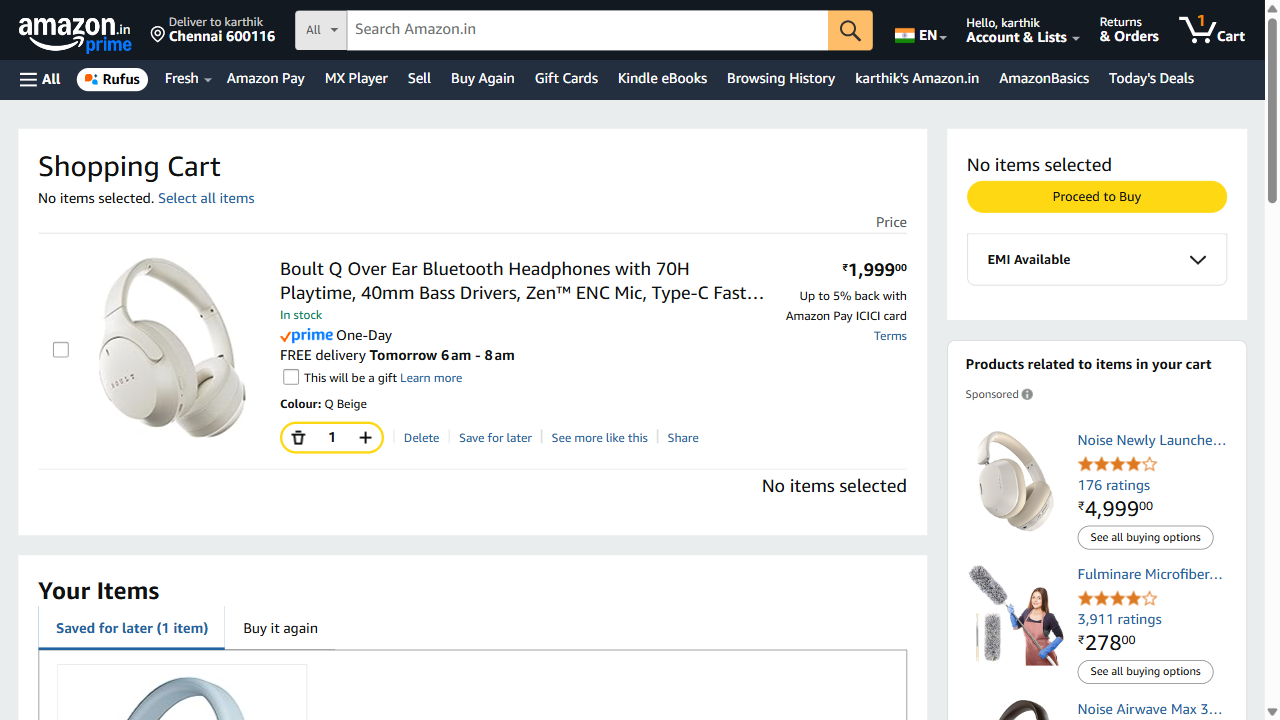 amazon.in
prime
Deliver to karthik
Chennai 600116
All
Search Amazon.in
EN
Hello, karthik
Account & Lists
Returns
& Orders
1
Cart
All
Rufus
Fresh
Amazon Pay
MX Player
Sell
Buy Again
Gift Cards
Kindle eBooks
Browsing History
karthik's Amazon.in
AmazonBasics
Today's Deals
Shopping Cart
No items selected. Select all items
Price
BOULT
Boult Q Over Ear Bluetooth Headphones with 70H
Playtime, 40mm Bass Drivers, Zen™ ENC Mic, Type-C Fast…
₹1,999.00
In stock
Up to 5% back with
Amazon Pay ICICI card
Terms
prime One-Day
FREE delivery Tomorrow 6 am - 8 am
This will be a gift Learn more
Colour: Q Beige
1
Delete
Save for later
See more like this
Share
No items selected
Your Items
Saved for later (1 item)
Buy it again
No items selected
Proceed to Buy
EMI Available
Products related to items in your cart
Sponsored
Noise Newly Launche…
176 ratings
₹4,999.00
See all buying options
Fulminare Microfiber…
3,911 ratings
₹278.00
See all buying options
Noise Airwave Max 3…